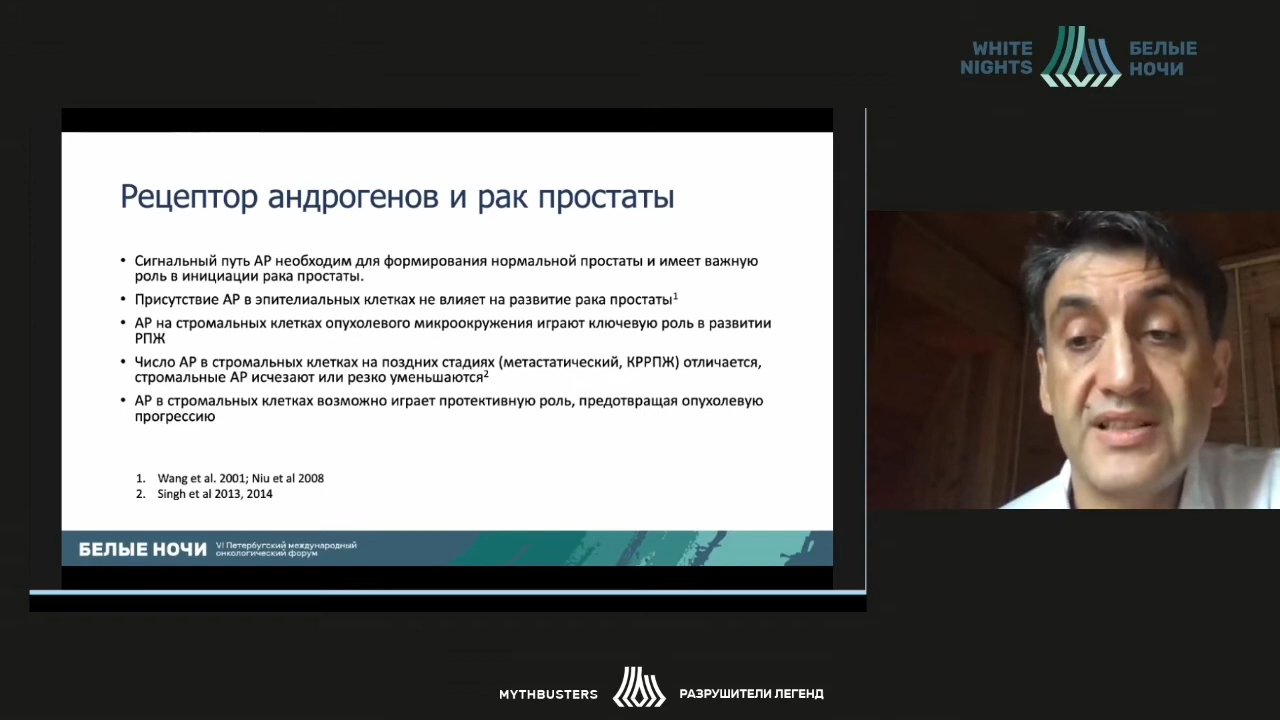 WHITE
NIGHTS
БЕЛЫЕ
НОЧИ
Рецептор андрогенов и рак простаты
• Сигнальный путь АР необходим для формирования нормальной простаты и имеет важную
роль в инициации рака простаты.
• Присутствие АР в эпителиальных клетках не влияет на развитие рака простаты1
• АР на стромальных клетках опухолевого микроокружения играют ключевую роль в развитии
РПЖ
• Число АР в стромальных клетках на поздних стадиях (метастатический, КРРПЖ) отличается,
стромальные АР исчезают или резко уменьшаются2
• АР в стромальных клетках возможно играет протективную роль, предотвращая опухолевую
прогрессию
1. Wang et al. 2001; Niu et al 2008
2. Singh et al 2013, 2014
БЕЛЫЕ НОЧИ
VI Петербургский международный
онкологический форум
MYTHBUSTERS
РАЗРУШИТЕЛИ ЛЕГЕНД